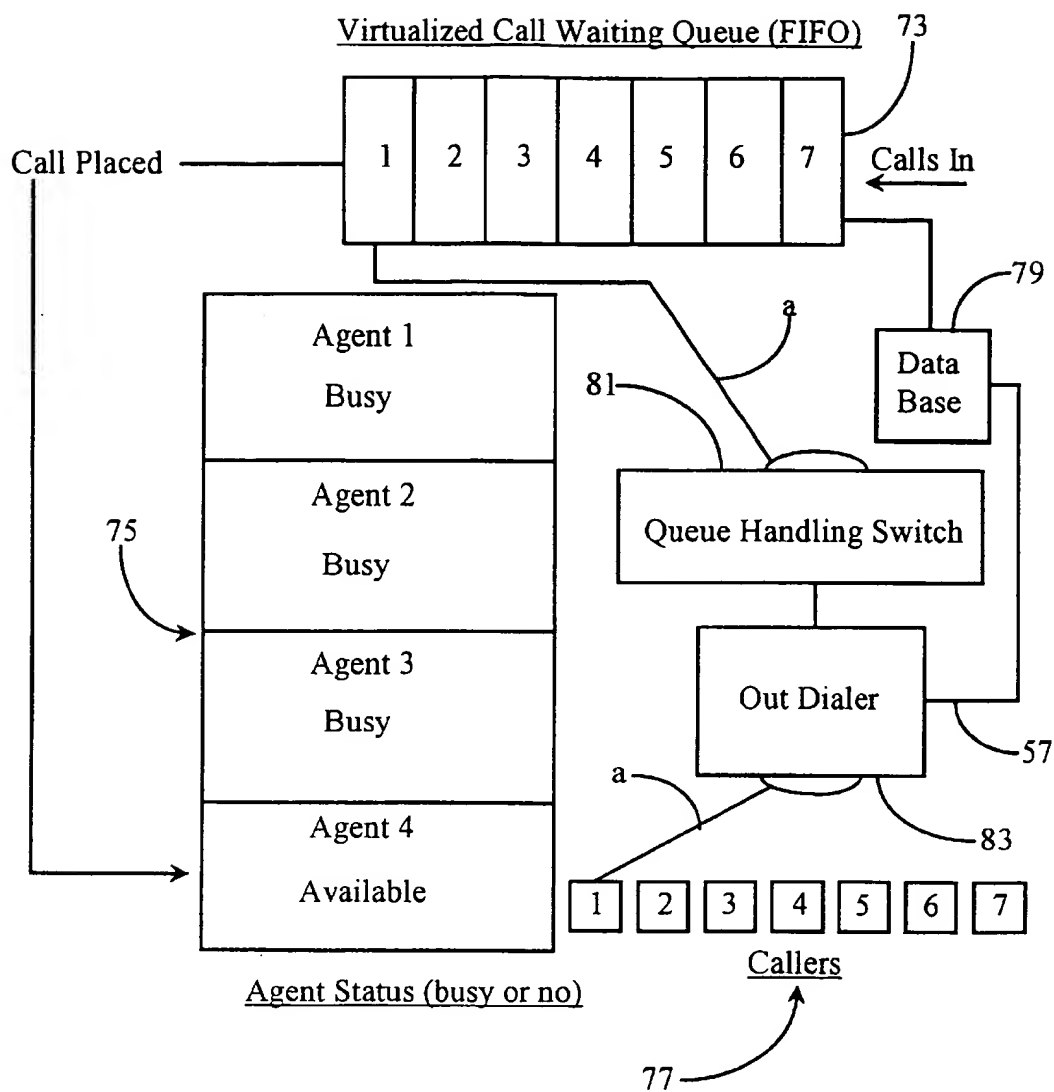 Virtualized Call Waiting Queue (FIFO)
73
Call Placed
1 2 3 4 5 6 7
Calls In
79
a
Agent 1
Busy
Data
Base
81
Agent 2
Busy
Queue Handling Switch
75
Agent 3
Busy
Out Dialer
57
a
83
Agent 4
Available
1 2 3 4 5 6 7
Callers
Agent Status (busy or no)
77